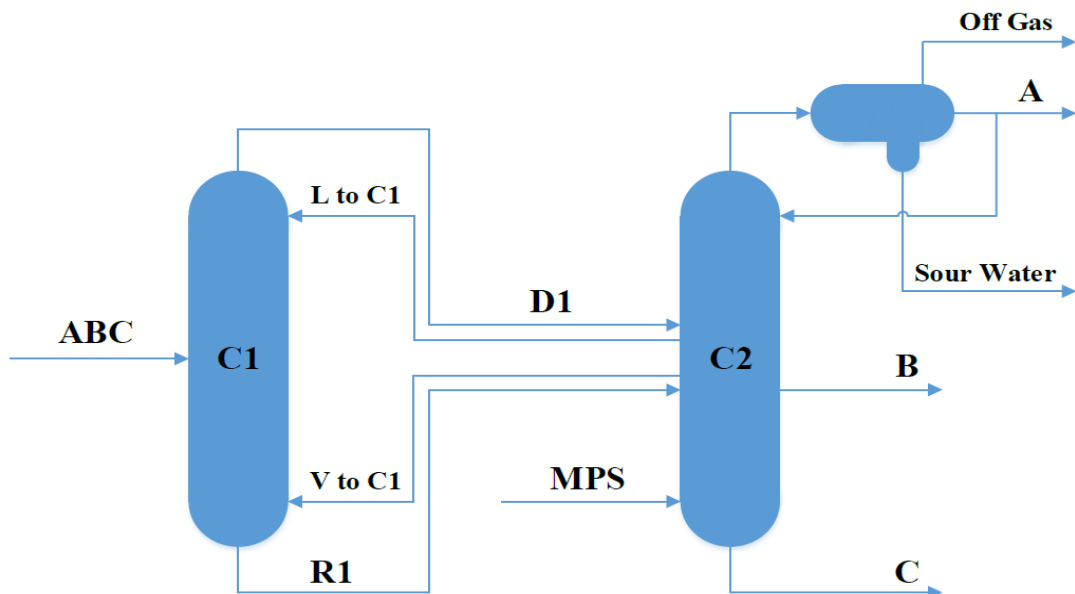 Off Gas
A
L to C1
Sour Water
D1
ABC
C1
C2
B
V to C1
MPS
R1
C